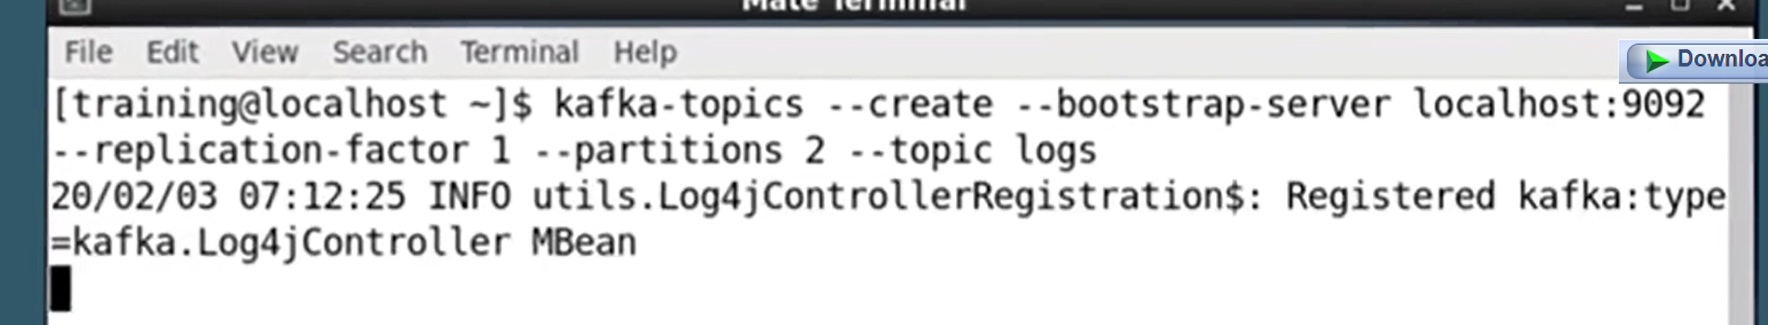 Mate Terminal
File Edit View Search Terminal Help
[training@localhost ~]$ kafka-topics --create --bootstrap-server localhost:9092
--replication-factor 1 --partitions 2 --topic logs
20/02/03 07:12:25 INFO utils.Log4jControllerRegistration$: Registered kafka:type
=kafka.Log4jController MBean